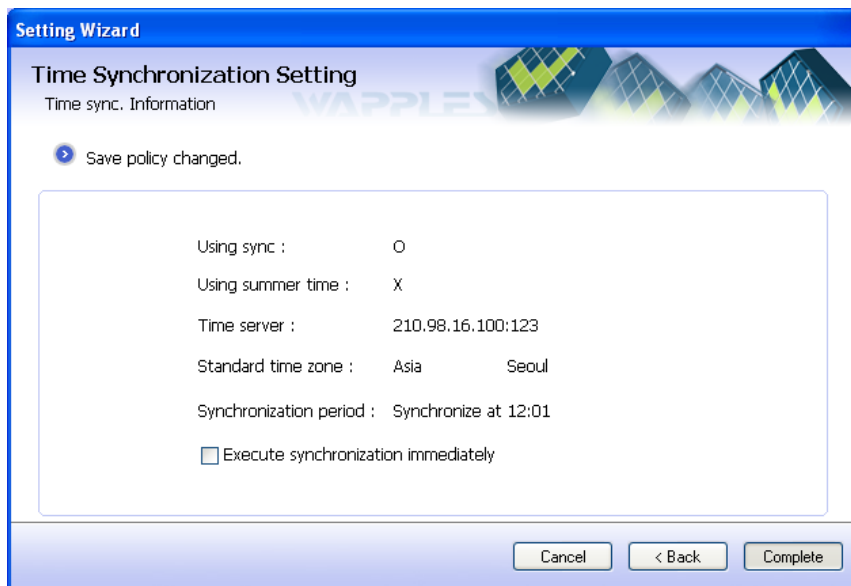 Setting Wizard
Time Synchronization Setting
Time sync. Information
WAPPLES
Save policy changed.
Using sync : O
Using summer time : X
Time server : 210.98.16.100:123
Standard time zone : Asia Seoul
Synchronization period : Synchronize at 12:01
Execute synchronization immediately
Cancel < Back Complete